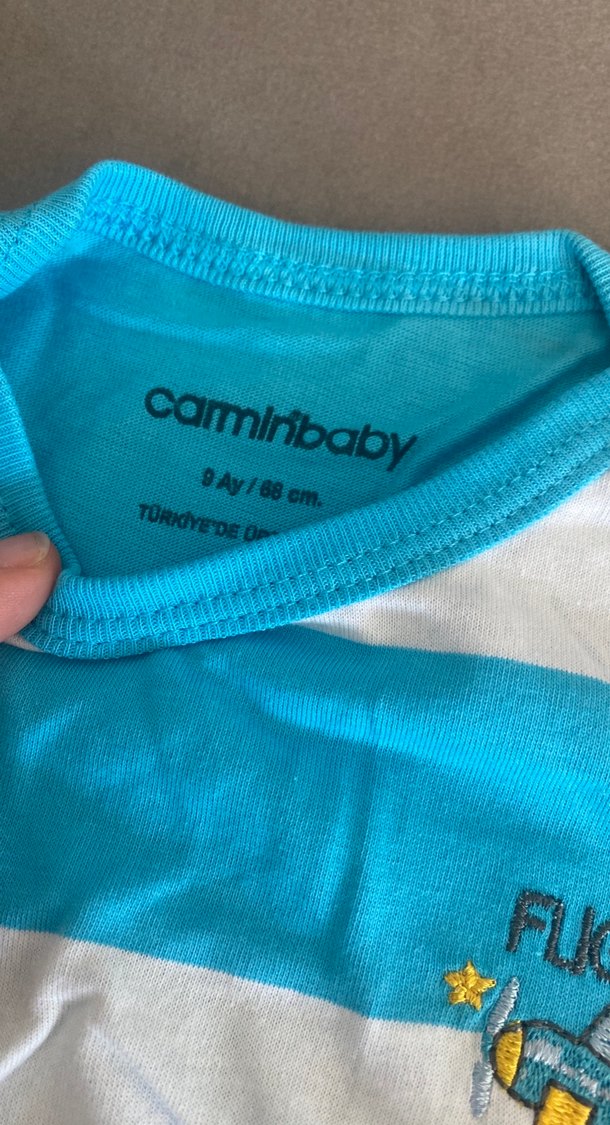 carminbaby
9 Ay / 68 cm.
TÜRKİYE'DE